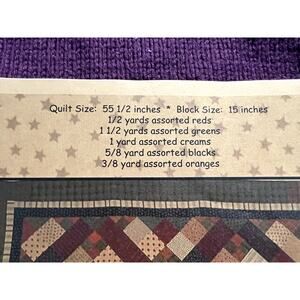 Quilt Size: 55 1/2 inches * Block Size: 15 inches
1/2 yards assorted reds
1 1/2 yards assorted greens
1 yard assorted creams
5/8 yard assorted blacks
3/8 yard assorted oranges